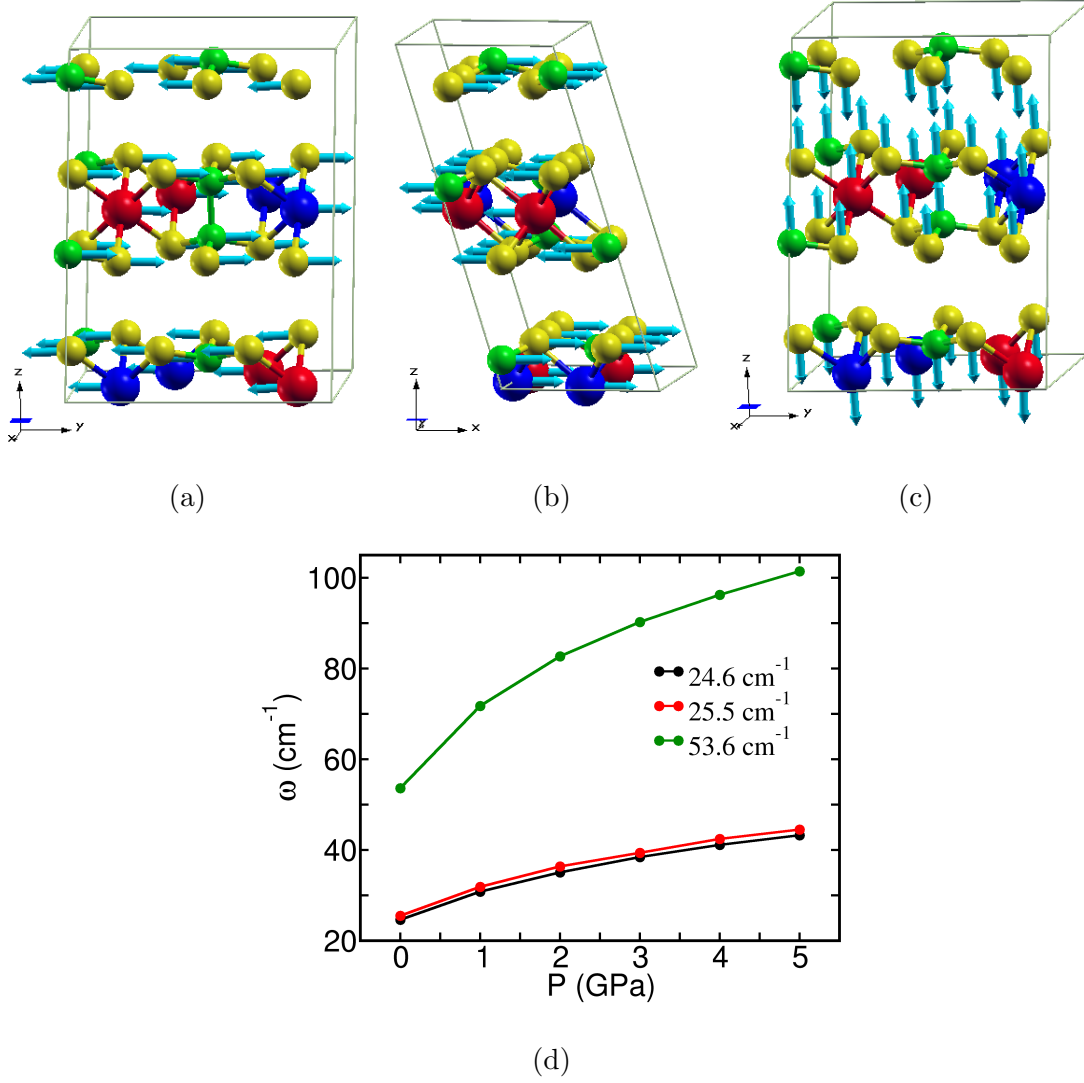 z
y
x
z
x
z
y
x
(a)
(b)
(c)
100
80
60
40
20
ω (cm⁻¹)
24.6 cm⁻¹
25.5 cm⁻¹
53.6 cm⁻¹
0 1 2 3 4 5
P (GPa)
(d)